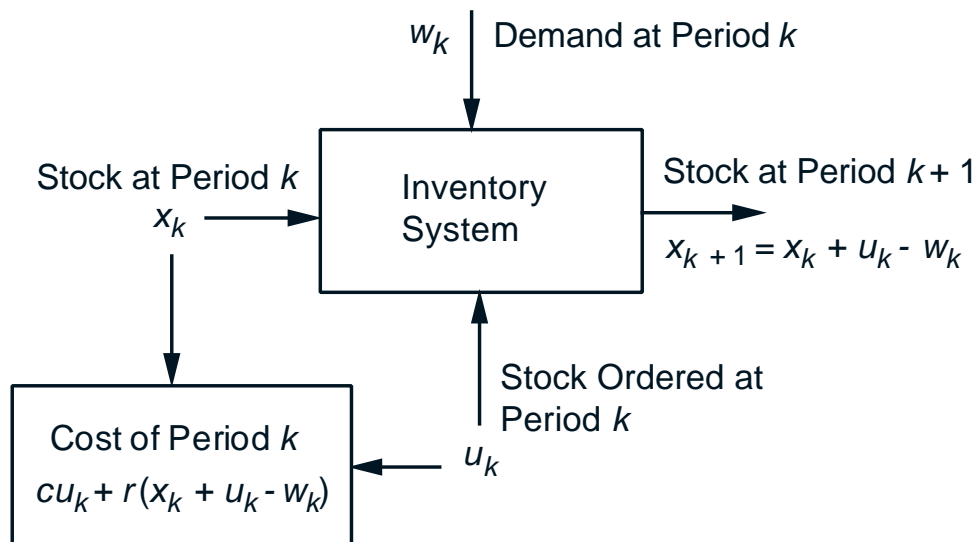 w_k Demand at Period k
Stock at Period k
x_k
Inventory
System
Stock at Period k + 1
x_{k + 1} = x_k + u_k - w_k
Stock Ordered at
Period k
u_k
Cost of Period k
cu_k + r(x_k + u_k - w_k)